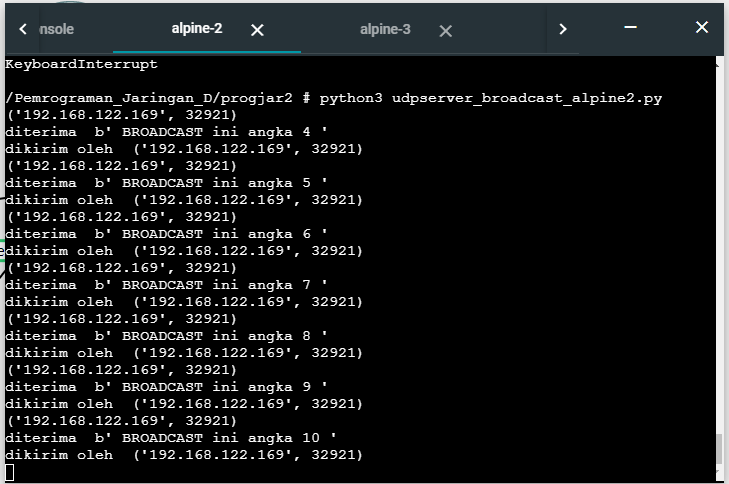 onsole
alpine-2
alpine-3
KeyboardInterrupt
/Pemrograman_Jaringan_D/progjar2 # python3 udpserver_broadcast_alpine2.py
('192.168.122.169', 32921)
diterima  b' BROADCAST ini angka 4 '
dikirim oleh  ('192.168.122.169', 32921)
('192.168.122.169', 32921)
diterima  b' BROADCAST ini angka 5 '
dikirim oleh  ('192.168.122.169', 32921)
('192.168.122.169', 32921)
diterima  b' BROADCAST ini angka 6 '
dikirim oleh  ('192.168.122.169', 32921)
('192.168.122.169', 32921)
diterima  b' BROADCAST ini angka 7 '
dikirim oleh  ('192.168.122.169', 32921)
('192.168.122.169', 32921)
diterima  b' BROADCAST ini angka 8 '
dikirim oleh  ('192.168.122.169', 32921)
('192.168.122.169', 32921)
diterima  b' BROADCAST ini angka 9 '
dikirim oleh  ('192.168.122.169', 32921)
('192.168.122.169', 32921)
diterima  b' BROADCAST ini angka 10 '
dikirim oleh  ('192.168.122.169', 32921)